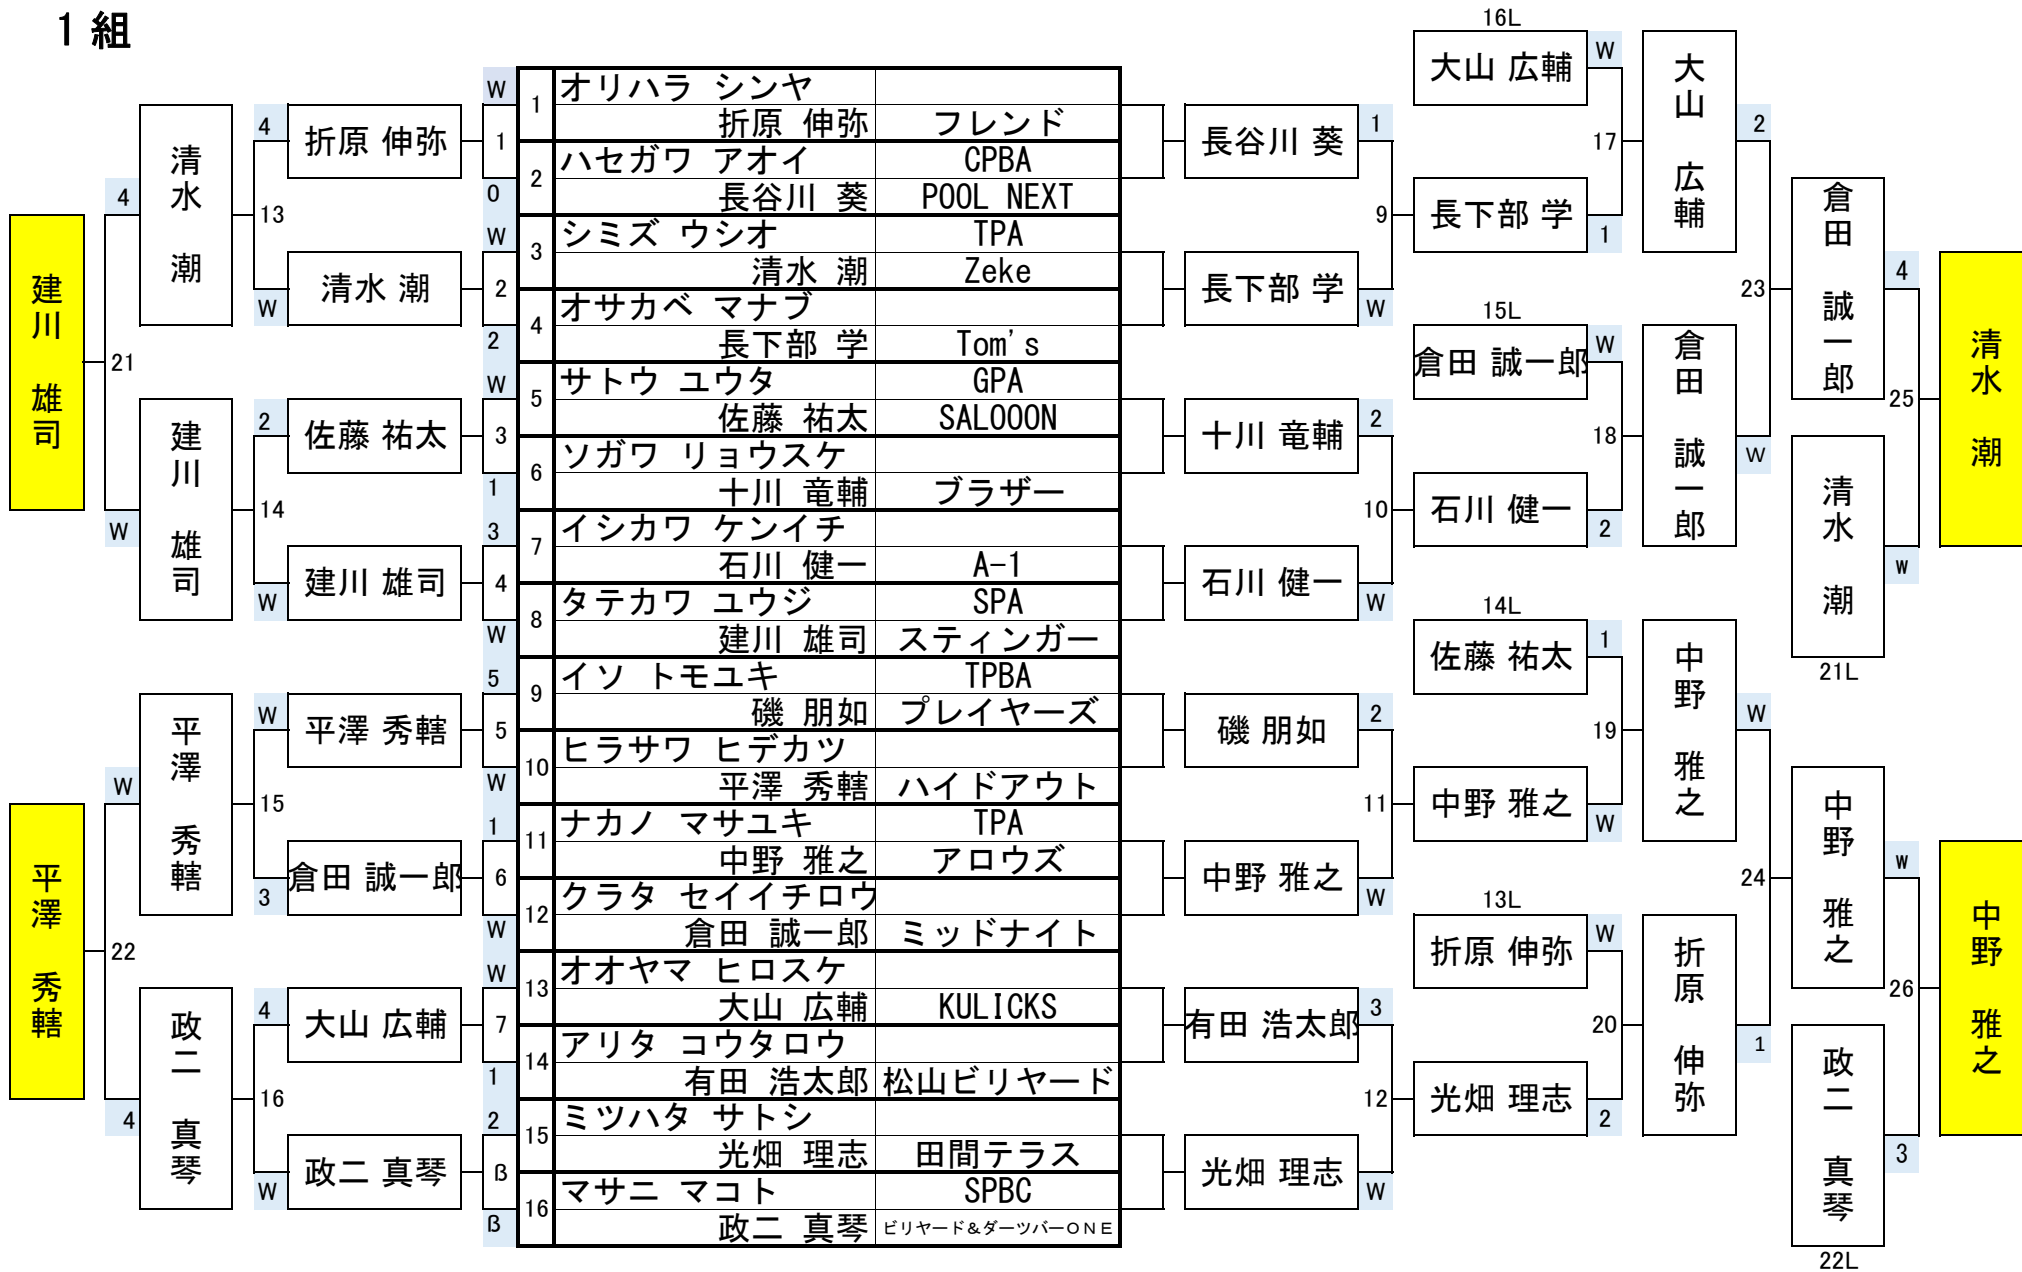 1 組
16L
大山 広輔
W
17
長下部 学
1
大山 広輔
2
15L
倉田 誠一郎
W
18
石川 健一
2
倉田 誠一郎
W
23
倉田 誠一郎
4
25
清水 潮
w
21L
清水 潮
14L
佐藤 祐太
1
19
中野 雅之
W
中野 雅之
W
13L
折原 伸弥
W
20
光畑 理志
2
折原 伸弥
1
24
中野 雅之
w
26
政二 真琴
3
22L
中野 雅之
建川 雄司
21
4
清水 潮
13
4
折原 伸弥
W
清水 潮
W
建川 雄司
14
2
佐藤 祐太
W
建川 雄司
平澤 秀轄
22
W
平澤 秀轄
15
W
平澤 秀轄
3
倉田 誠一郎
4
政二 真琴
16
4
大山 広輔
W
政二 真琴
W
1
0
W
2
2
W
3
1
3
4
W
5
5
W
1
6
W
W
7
1
2
ß
ß
1 オリハラ シンヤ
折原 伸弥 フレンド
2 ハセガワ アオイ CPBA
長谷川 葵 POOL NEXT
3 シミズ ウシオ TPA
清水 潮 Zeke
4 オサカベ マナブ
長下部 学 Tom's
5 サトウ ユウタ GPA
佐藤 祐太 SALOOON
6 ソガワ リョウスケ
十川 竜輔 ブラザー
7 イシカワ ケンイチ
石川 健一 A-1
8 タテカワ ユウジ SPA
建川 雄司 スティンガー
9 イソ トモユキ TPBA
磯 朋如 プレイヤーズ
10 ヒラサワ ヒデカツ
平澤 秀轄 ハイドアウト
11 ナカノ マサユキ TPA
中野 雅之 アロウズ
12 クラタ セイイチロウ
倉田 誠一郎 ミッドナイト
13 オオヤマ ヒロスケ
大山 広輔 KULICKS
14 アリタ コウタロウ
有田 浩太郎 松山ビリヤード
15 ミツハタ サトシ
光畑 理志 田間テラス
16 マサニ マコト SPBC
政二 真琴 ビリヤード&ダーツバーONE
長谷川 葵
1
9
長下部 学
W
十川 竜輔
2
10
石川 健一
W
磯 朋如
2
11
中野 雅之
W
有田 浩太郎
3
12
光畑 理志
W